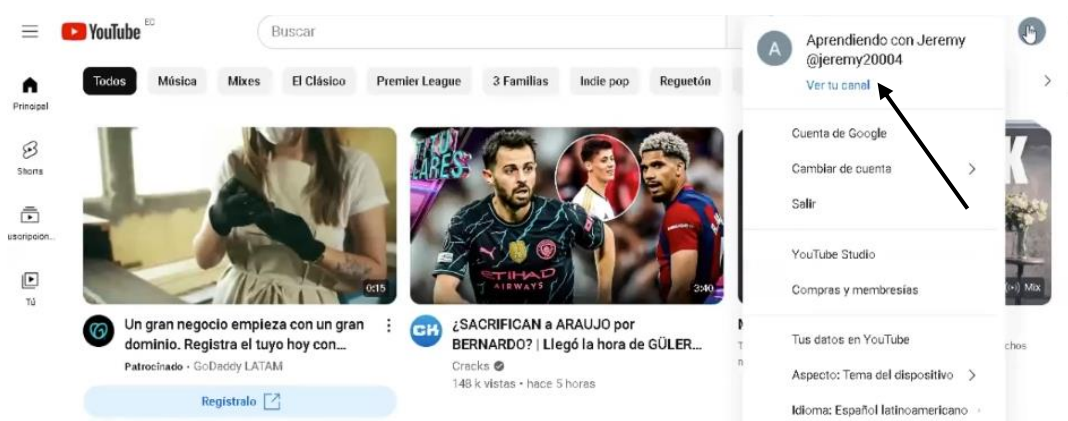 YouTube EC
Buscar
Aprendiendo con Jeremy
@jeremy20004
Ver tu canal
A
Todos
Música
Mixes
El Clásico
Premier League
3 Familias
Indie pop
Reguetón
Principal
Shorts
Tú
Cuenta de Google
Cambiar de cuenta
Salir
YouTube Studio
Compras y membresías
Tus datos en YouTube
Aspecto: Tema del dispositivo
Idioma: Español latinoamericano
ETIHAD
AIRWAYS
0:15
3:40
Mix
Un gran negocio empieza con un gran
dominio. Registra el tuyo hoy con...
Patrocinado · GoDaddy LATAM
Regístralo
CK
¿SACRIFICAN a ARAUJO por
BERNARDO? | Llegó la hora de GÜLER...
Cracks
148 k vistas · hace 5 horas